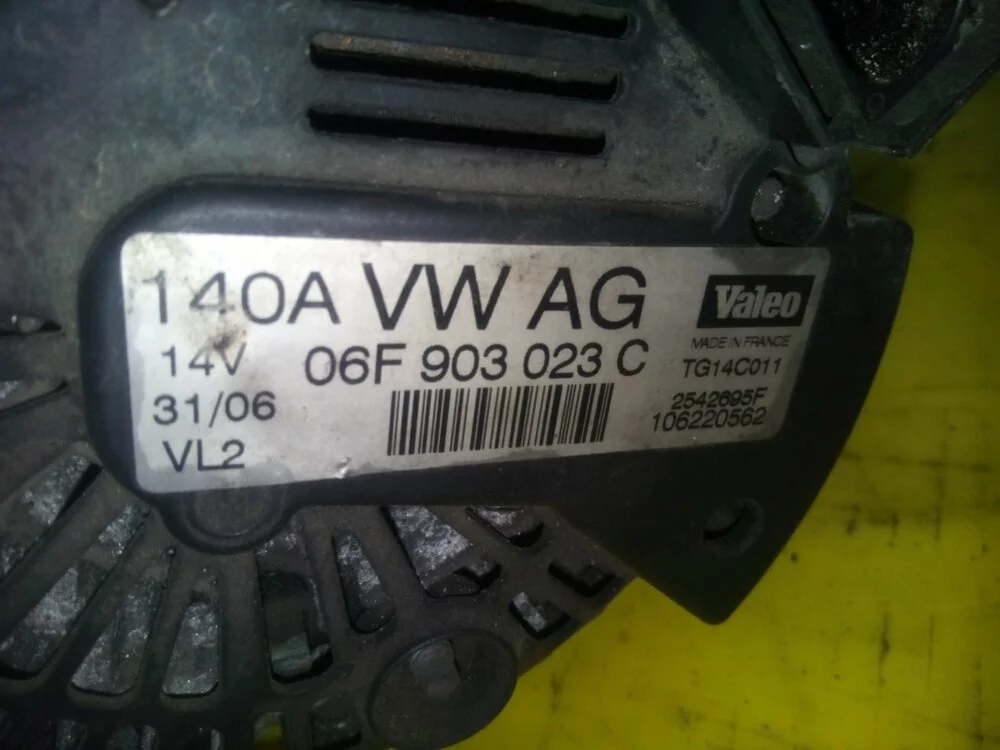 140A VW AG
Valeo
MADE IN FRANCE
14V 06F 903 023 C
TG14C011
31/06
2542695F
106220562
VL2